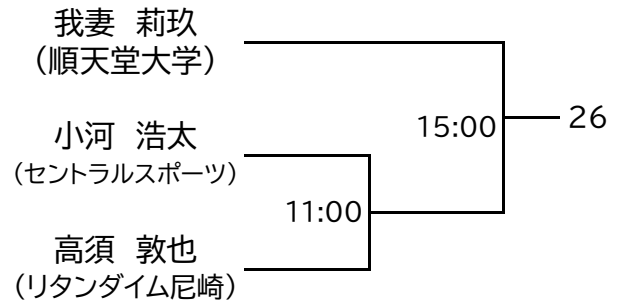 我妻 莉玖
(順天堂大学)
15:00
26
小河 浩太
(セントラルスポーツ)
11:00
高須 敦也
(リタンダイム尼崎)